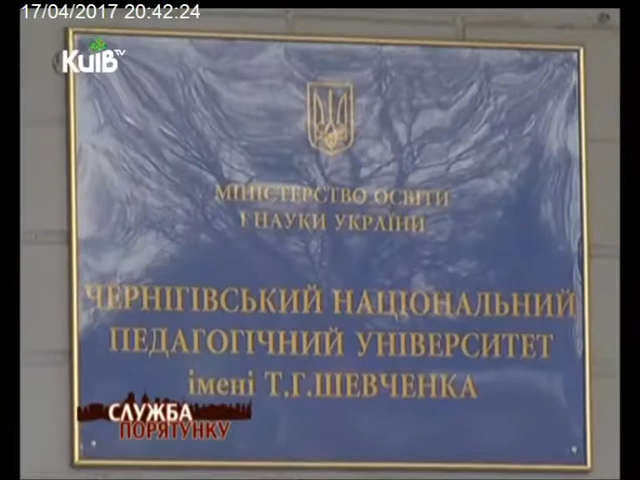 17/04/2017 20:42:24
КиїВ TV
МІНІСТЕРСТВО ОСВІТИ
І НАУКИ УКРАЇНИ
ЧЕРНІГІВСЬКИЙ НАЦІОНАЛЬНИЙ
ПЕДАГОГІЧНИЙ УНІВЕРСИТЕТ
імені Т.Г.ШЕВЧЕНКА
СЛУЖБА
ПОРЯТУНКУ